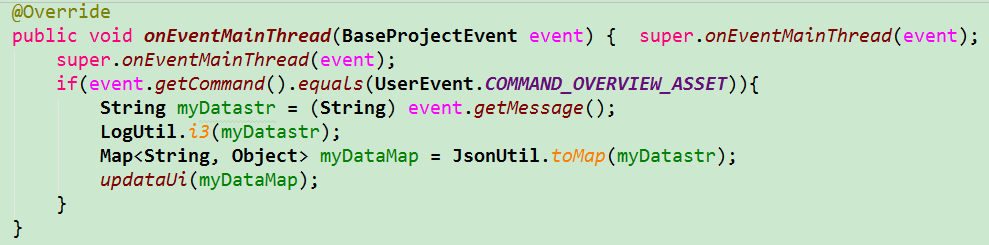 @Override
public void onEventMainThread(BaseProjectEvent event) {  super.onEventMainThread(event);
    super.onEventMainThread(event);
    if(event.getCommand().equals(UserEvent.COMMAND_OVERVIEW_ASSET)){
        String myDatastr = (String) event.getMessage();
        LogUtil.i3(myDatastr);
        Map<String, Object> myDataMap = JsonUtil.toMap(myDatastr);
        updataUi(myDataMap);
    }
}